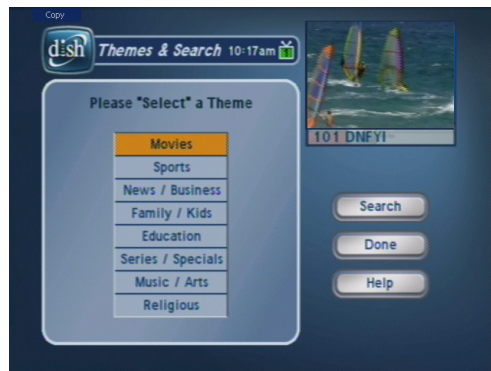 Copy
dish
Themes & Search 10:17am
Please "Select" a Theme
Movies
Sports
News / Business
Family / Kids
Education
Series / Specials
Music / Arts
Religious
101 DNFYI
Search
Done
Help